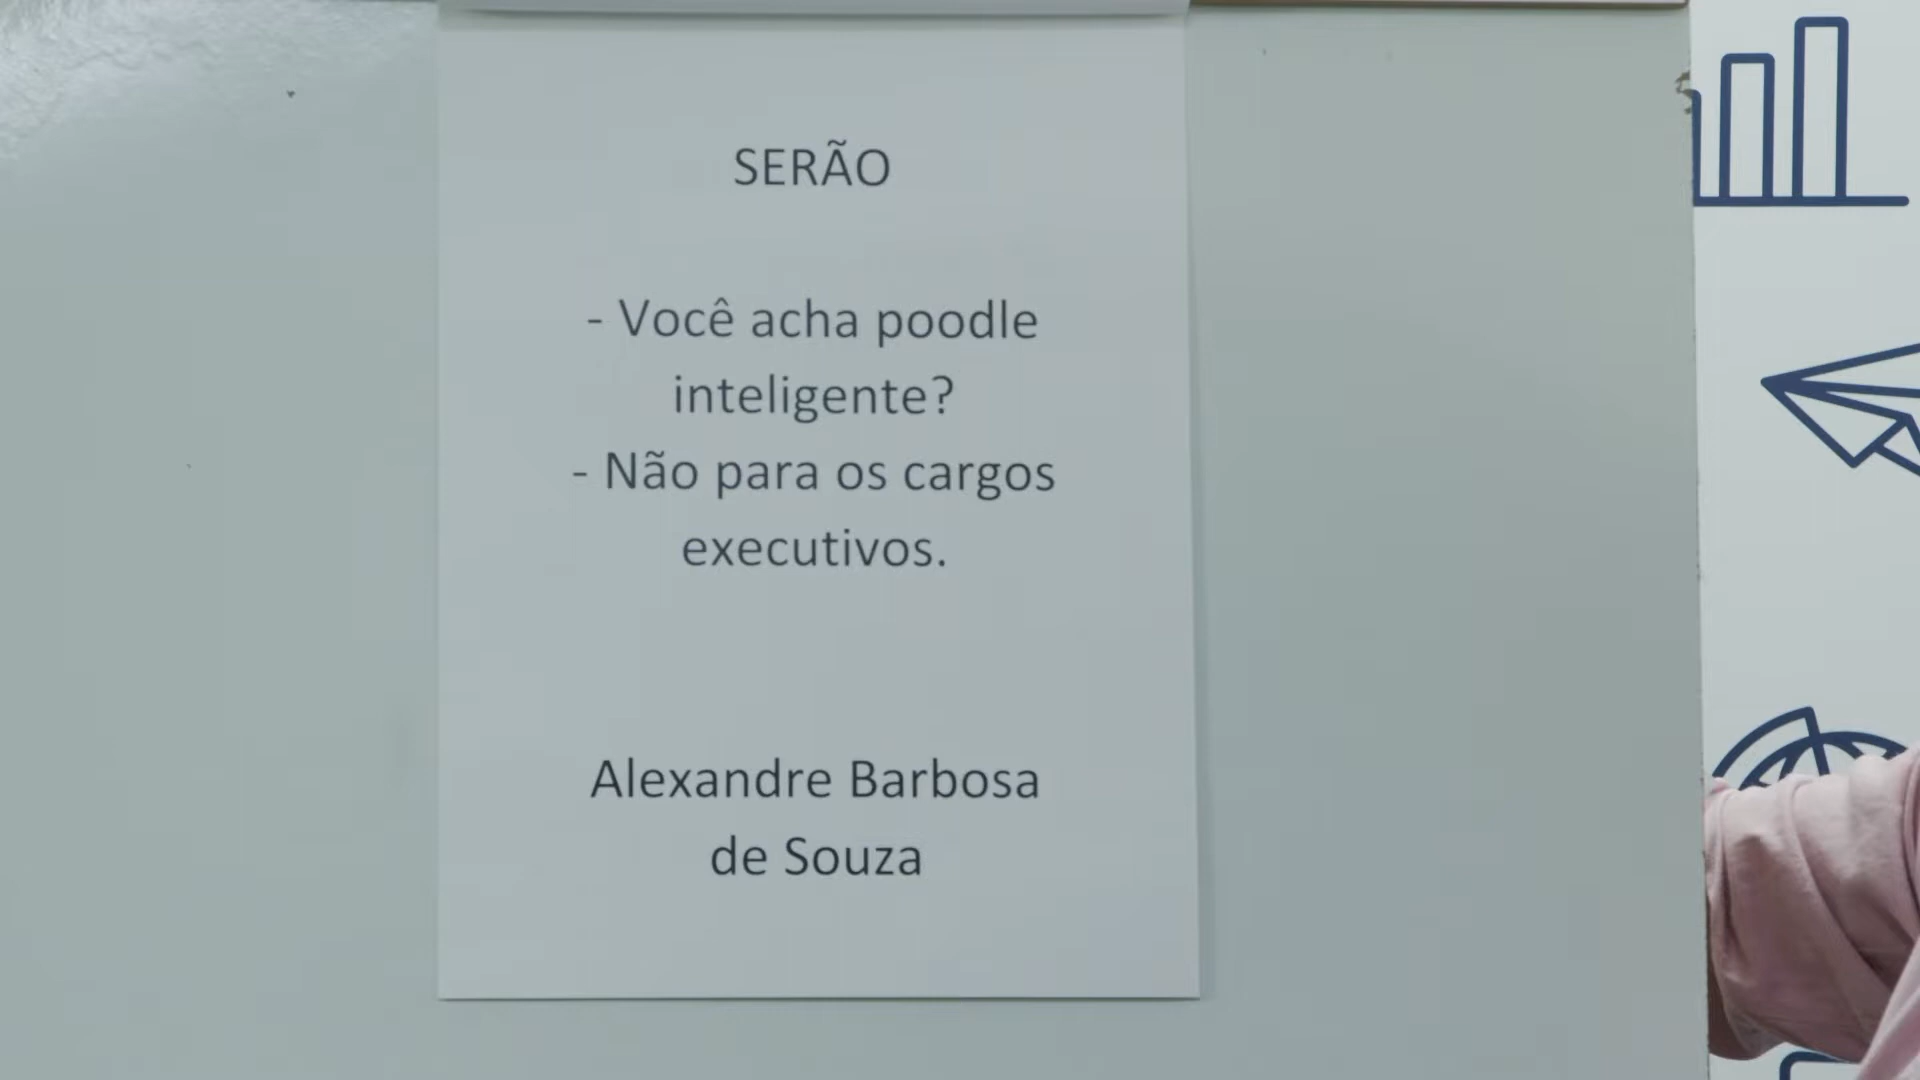 SERÃO
- Você acha poodle
inteligente?
- Não para os cargos
executivos.
Alexandre Barbosa
de Souza